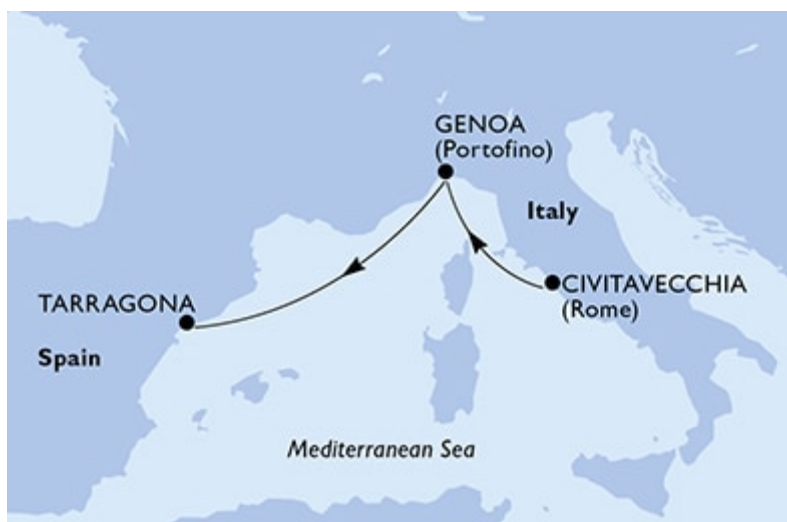 GENOA
(Portofino)
Italy
CIVITAVECCHIA
(Rome)
TARRAGONA
Spain
Mediterranean Sea